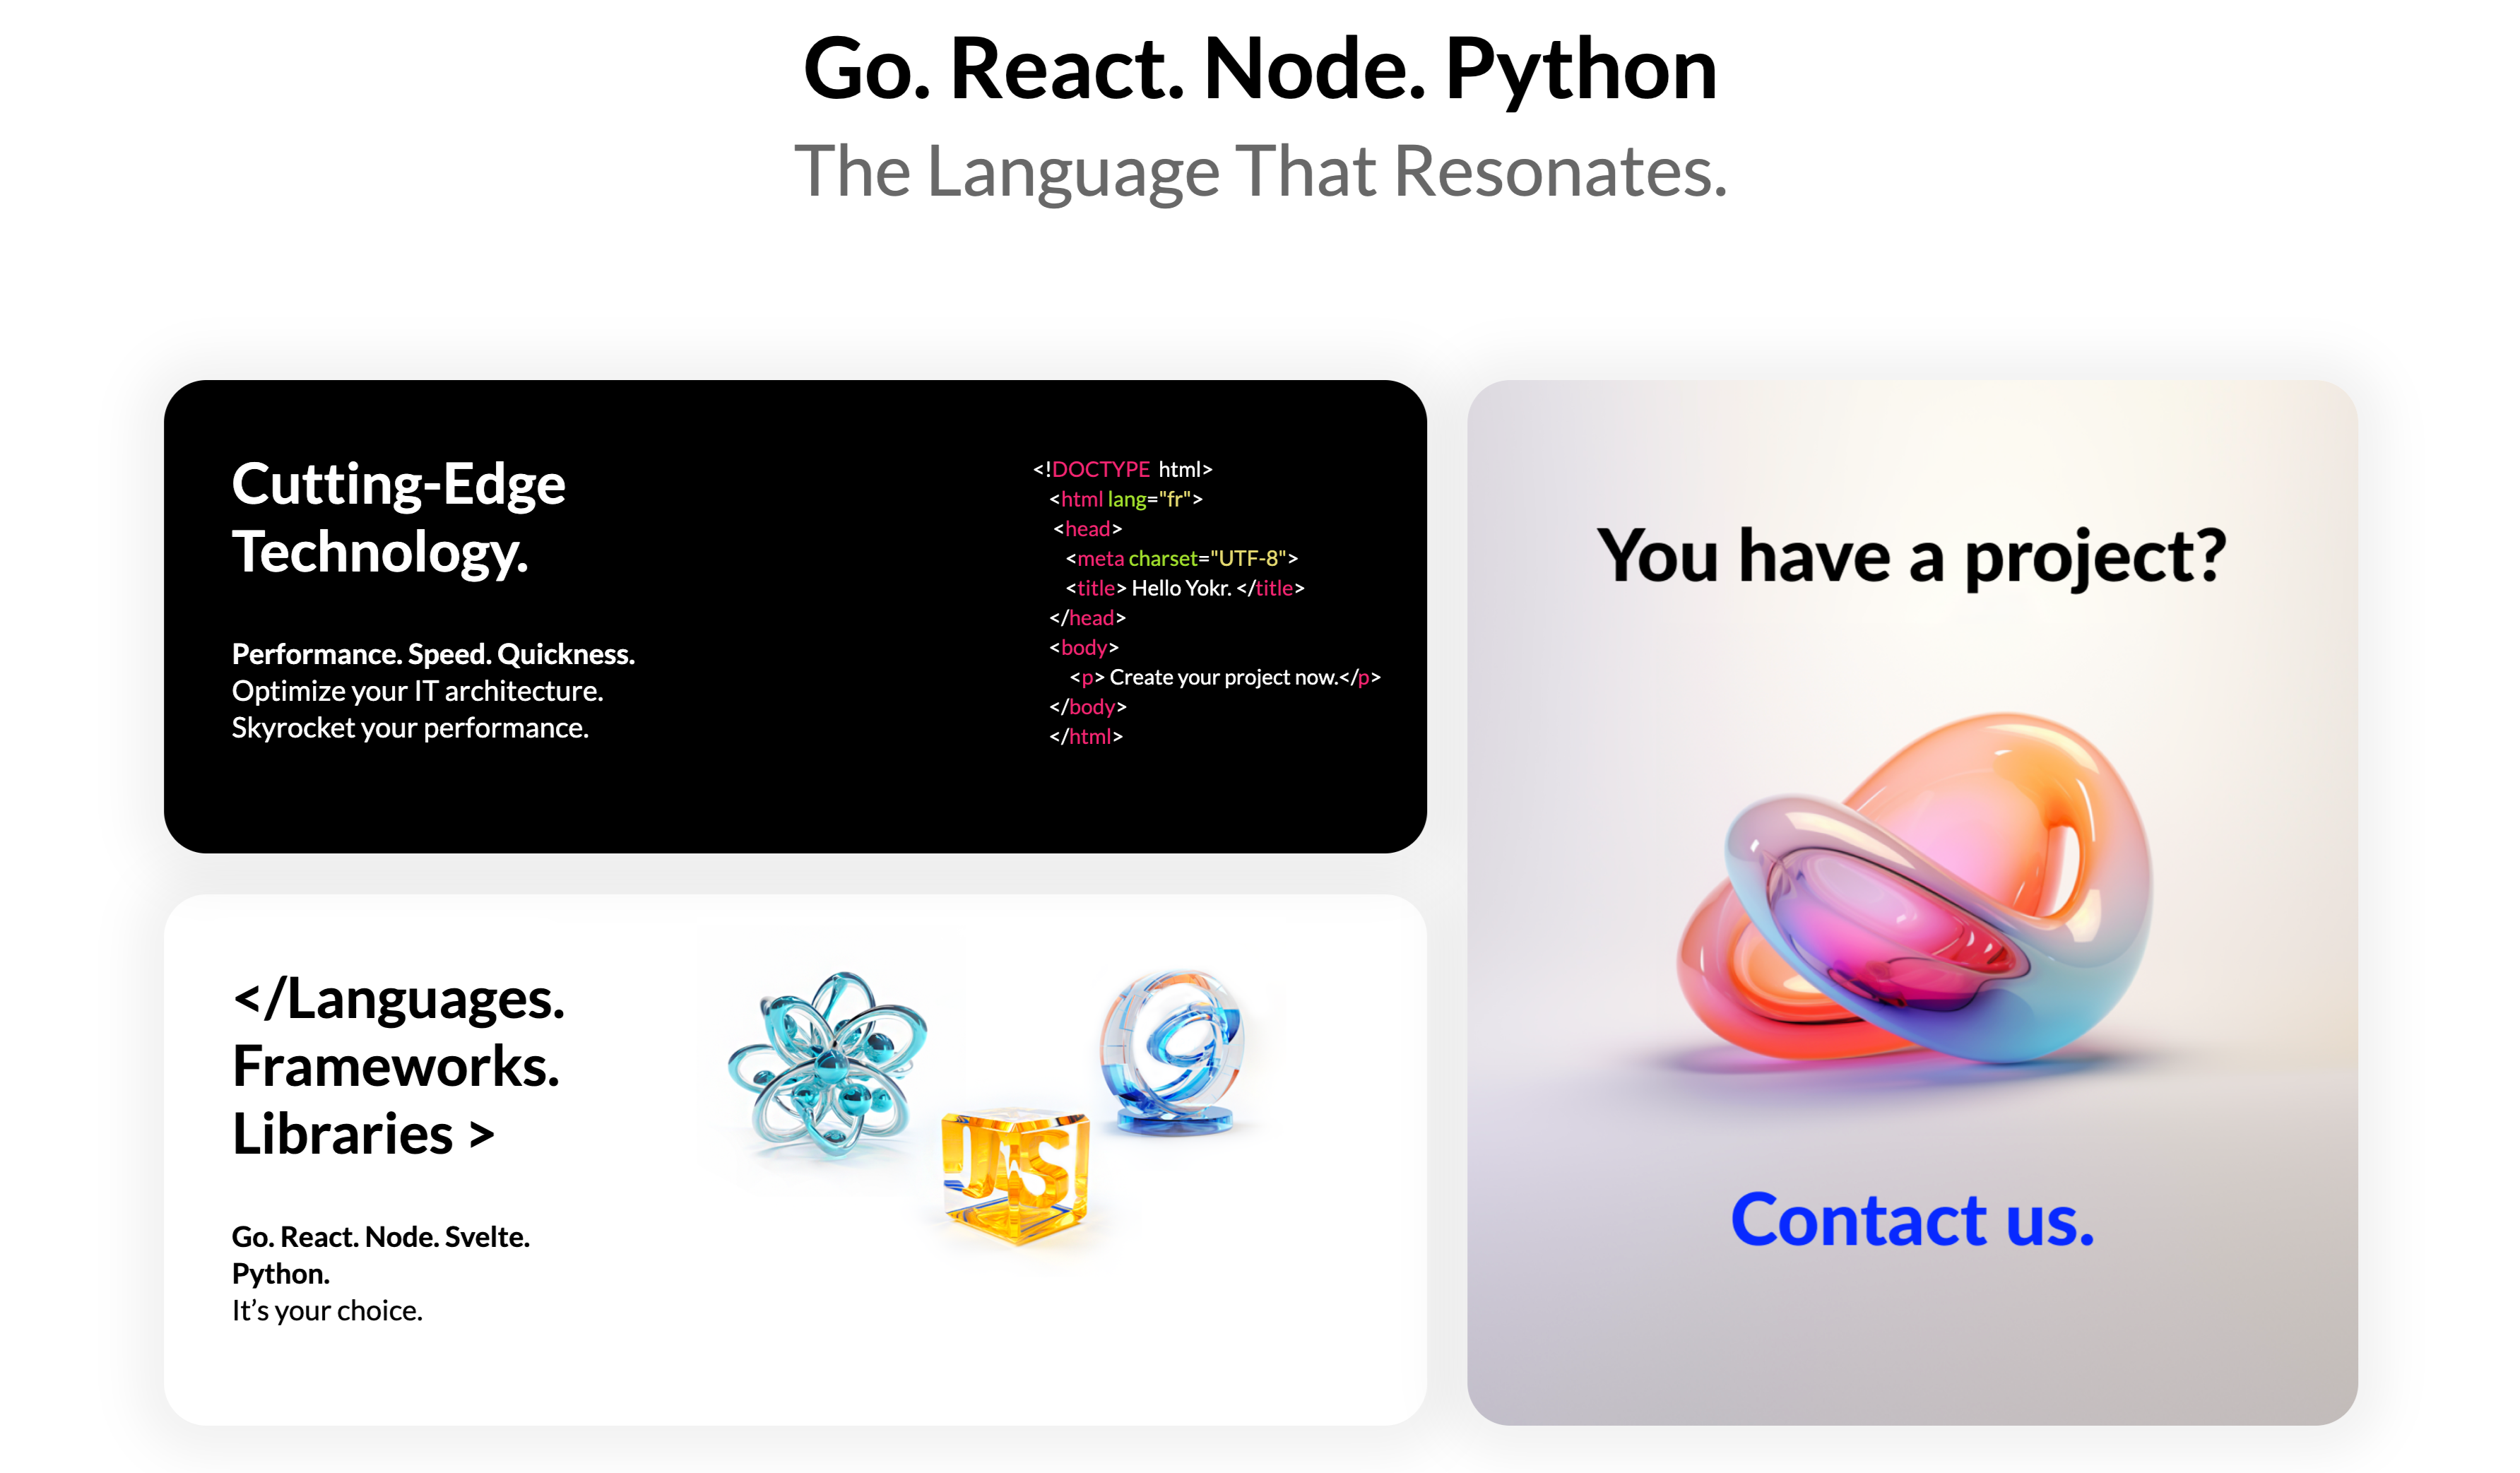 Go. React. Node. Python
The Language That Resonates.
Cutting-Edge
Technology.
Performance. Speed. Quickness.
Optimize your IT architecture.
Skyrocket your performance.
<!DOCTYPE html>
<html lang="fr">
<head>
<meta charset="UTF-8">
<title> Hello Yokr. </title>
</head>
<body>
<p> Create your project now.</p>
</body>
</html>
</Languages.
Frameworks.
Libraries >
Go. React. Node. Svelte.
Python.
It’s your choice.
JS
You have a project?
Contact us.